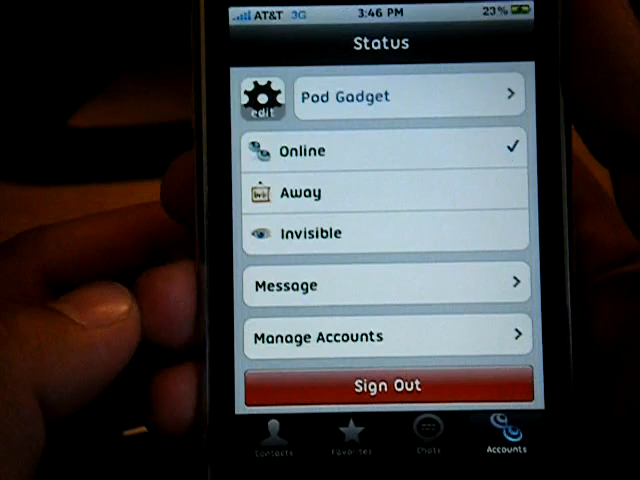 AT&T 3G 3:46 PM 23%
Status
edit
Pod Gadget
Online
Away
Invisible
Message
Manage Accounts
Sign Out
Contacts Favorites Chats Accounts